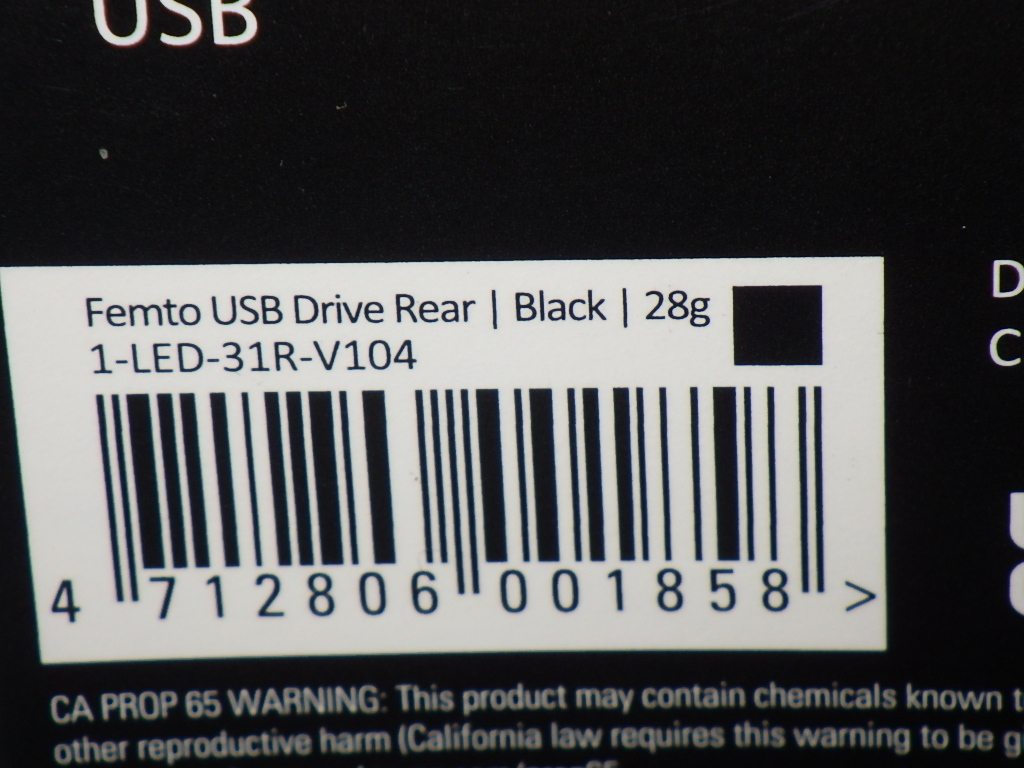 USB
Femto USB Drive Rear | Black | 28g
1-LED-31R-V104
4 712806 001858 >
D
C
CA PROP 65 WARNING: This product may contain chemicals known
other reproductive harm (California law requires this warning to be